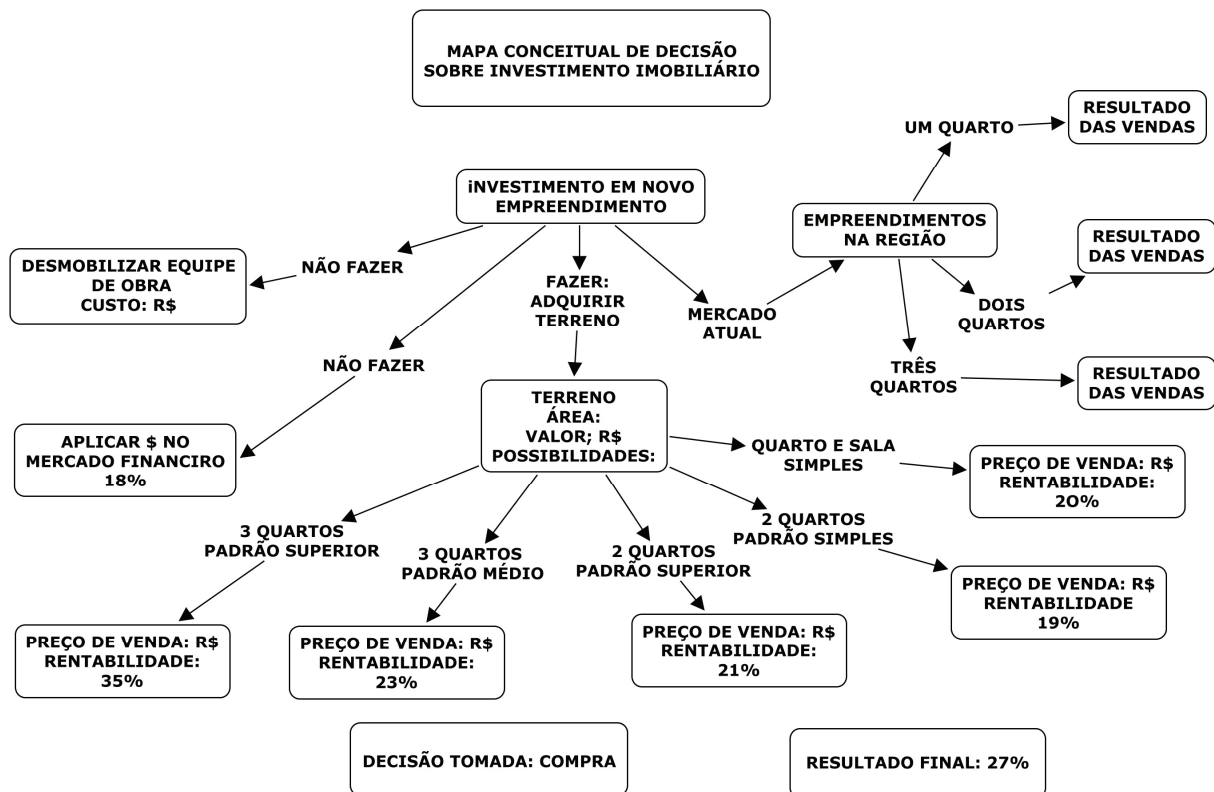 MAPA CONCEITUAL DE DECISÃO
SOBRE INVESTIMENTO IMOBILIÁRIO
UM QUARTO
RESULTADO
DAS VENDAS
iNVESTIMENTO EM NOVO
EMPREENDIMENTO
EMPREENDIMENTOS
NA REGIÃO
RESULTADO
DAS VENDAS
DESMOBILIZAR EQUIPE
DE OBRA
CUSTO: R$
NÃO FAZER
FAZER:
ADQUIRIR
TERRENO
MERCADO
ATUAL
DOIS
QUARTOS
NÃO FAZER
TRÊS
QUARTOS
RESULTADO
DAS VENDAS
TERRENO
ÁREA:
VALOR; R$
POSSIBILIDADES:
APLICAR $ NO
MERCADO FINANCIRO
18%
QUARTO E SALA
SIMPLES
PREÇO DE VENDA: R$
RENTABILIDADE:
2O%
3 QUARTOS
PADRÃO SUPERIOR
3 QUARTOS
PADRÃO MÉDIO
2 QUARTOS
PADRÃO SUPERIOR
2 QUARTOS
PADRÃO SIMPLES
PREÇO DE VENDA: R$
RENTABILIDADE
19%
PREÇO DE VENDA: R$
RENTABILIDADE:
35%
PREÇO DE VENDA: R$
RENTABILIDADE:
23%
PREÇO DE VENDA: R$
RENTABILIDADE:
21%
DECISÃO TOMADA: COMPRA
RESULTADO FINAL: 27%